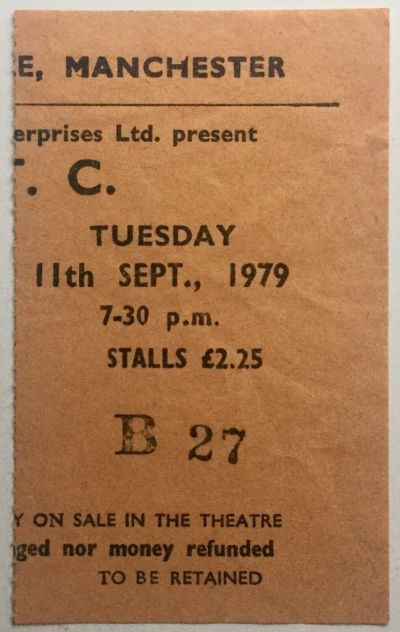 E, MANCHESTER
erprises Ltd. present
T. C.
TUESDAY
11th SEPT., 1979
7-30 p.m.
STALLS £2.25
B 27
Y ON SALE IN THE THEATRE
nged nor money refunded
TO BE RETAINED